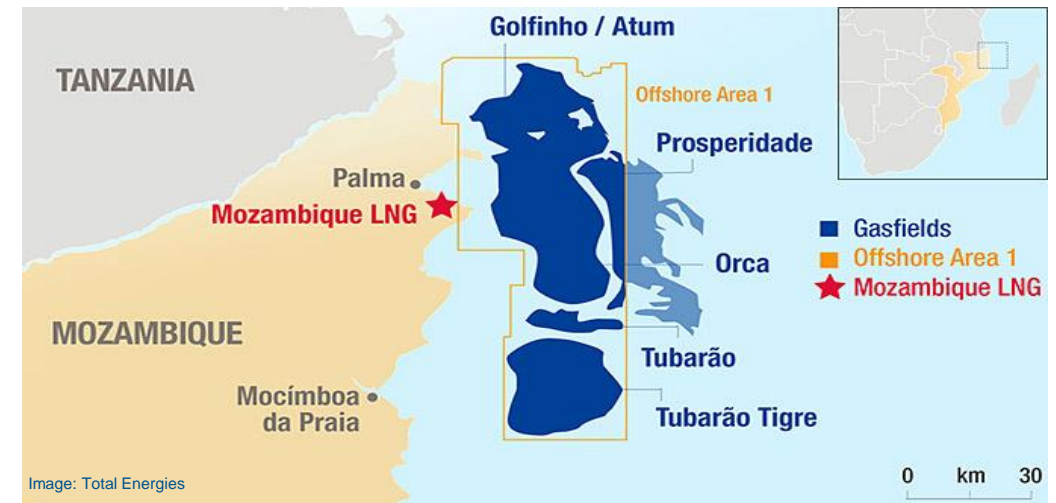 Golfinho / Atum
TANZANIA
Offshore Area 1
Prosperidade
Palma
Mozambique LNG
Gasfields
Offshore Area 1
Mozambique LNG
Orca
MOZAMBIQUE
Tubarão
Mocímboa
da Praia
Tubarão Tigre
Image: Total Energies
0 km 30